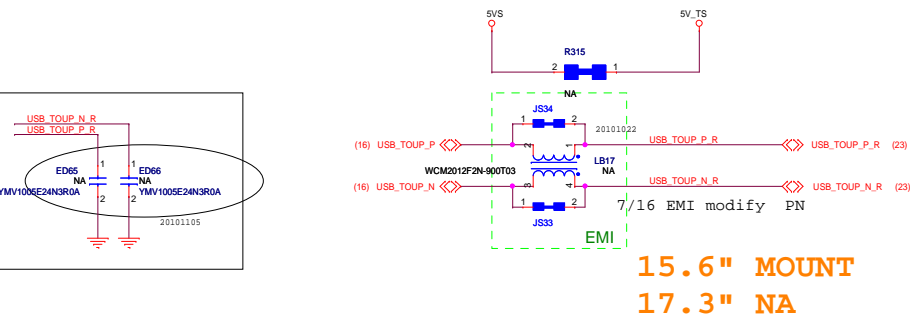 5VS
5V_TS
R315
2
1
NA
JS34
1
2
20101022
(16) USB_TOUP_P
USB_TOUP_P_R
USB_TOUP_P_R (23)
2
1
WCM2012F2N-900T03
LB17
NA
3
4
(16) USB_TOUP_N
USB_TOUP_N_R
USB_TOUP_N_R (23)
1
2
JS33
7/16 EMI modify PN
EMI
15.6" MOUNT
17.3" NA
USB_TOUP_N_R
USB_TOUP_P_R
1
1
ED65
NA
YMV1005E24N3R0A
ED66
NA
YMV1005E24N3R0A
2
2
20101105